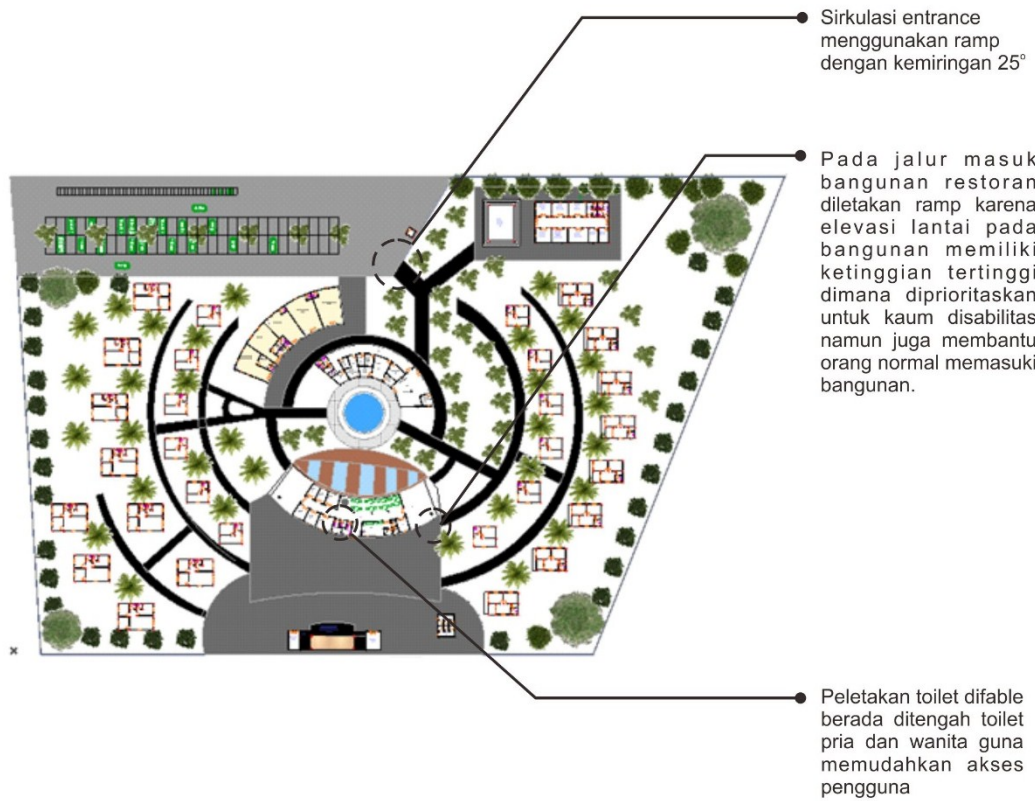 Sirkulasi entrance
menggunakan ramp
dengan kemiringan 25°
Pada jalur masuk
bangunan restoran
diletakan ramp karena
elevasi lantai pada
bangunan memiliki
ketinggian tertinggi
dimana diprioritaskan
untuk kaum disabilitas
namun juga membantu
orang normal memasuki
bangunan.
Peletakan toilet difable
berada ditengah toilet
pria dan wanita guna
memudahkan akses
pengguna